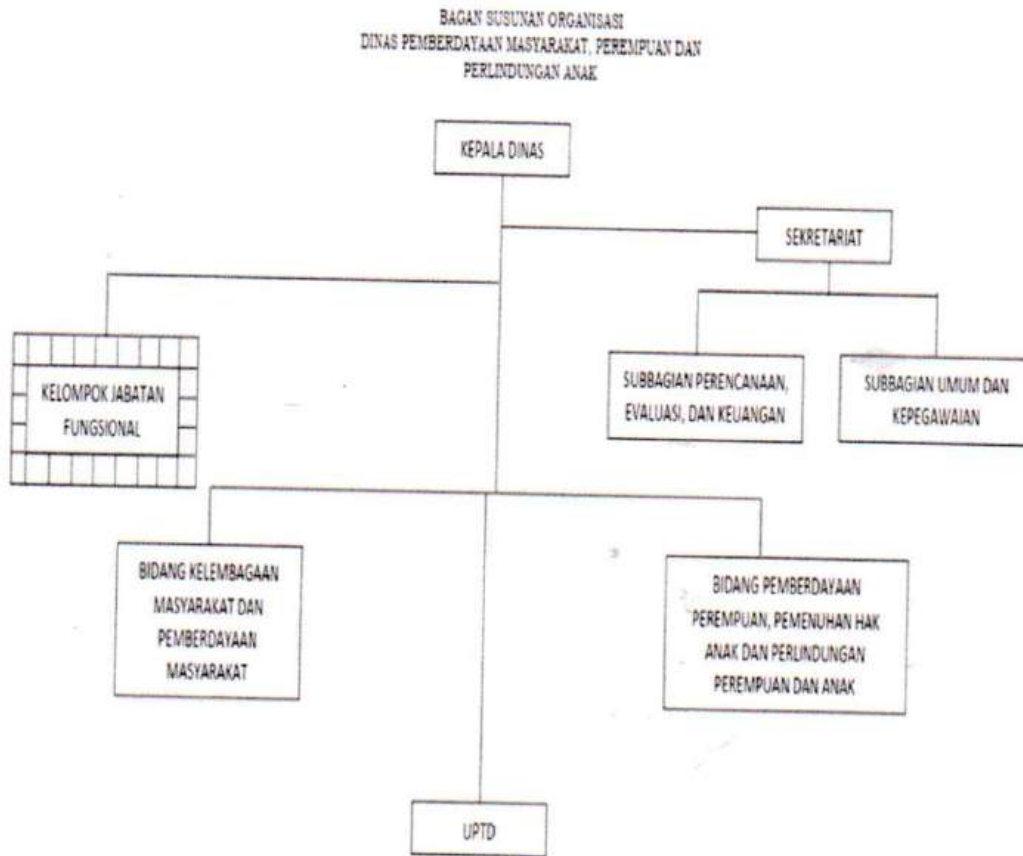 BAGAN SUSUNAN ORGANISASI
DINAS PEMBERDAYAAN MASYARAKAT, PEREMPUAN DAN
PERLINDUNGAN ANAK
KEPALA DINAS
SEKRETARIAT
KELOMPOK JABATAN
FUNGSIONAL
SUBBAGIAN PERENCANAAN,
EVALUASI, DAN KEUANGAN
SUBBAGIAN UMUM DAN
KEPEGAWAIAN
BIDANG KELEMBAGAAN
MASYARAKAT DAN
PEMBERDAYAAN
MASYARAKAT
BIDANG PEMBERDAYAAN
PEREMPUAN, PEMENUHAN HAK
ANAK DAN PERLINDUNGAN
PEREMPUAN DAN ANAK
UPTD